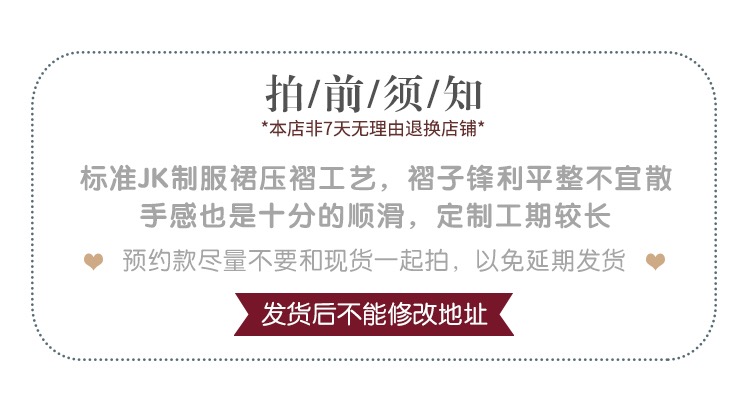 拍/前/须/知
*本店非7天无理由退换店铺*
标准JK制服裙压褶工艺，褶子锋利平整不宜散
手感也是十分的顺滑，定制工期较长
预约款尽量不要和现货一起拍，以免延期发货
发货后不能修改地址